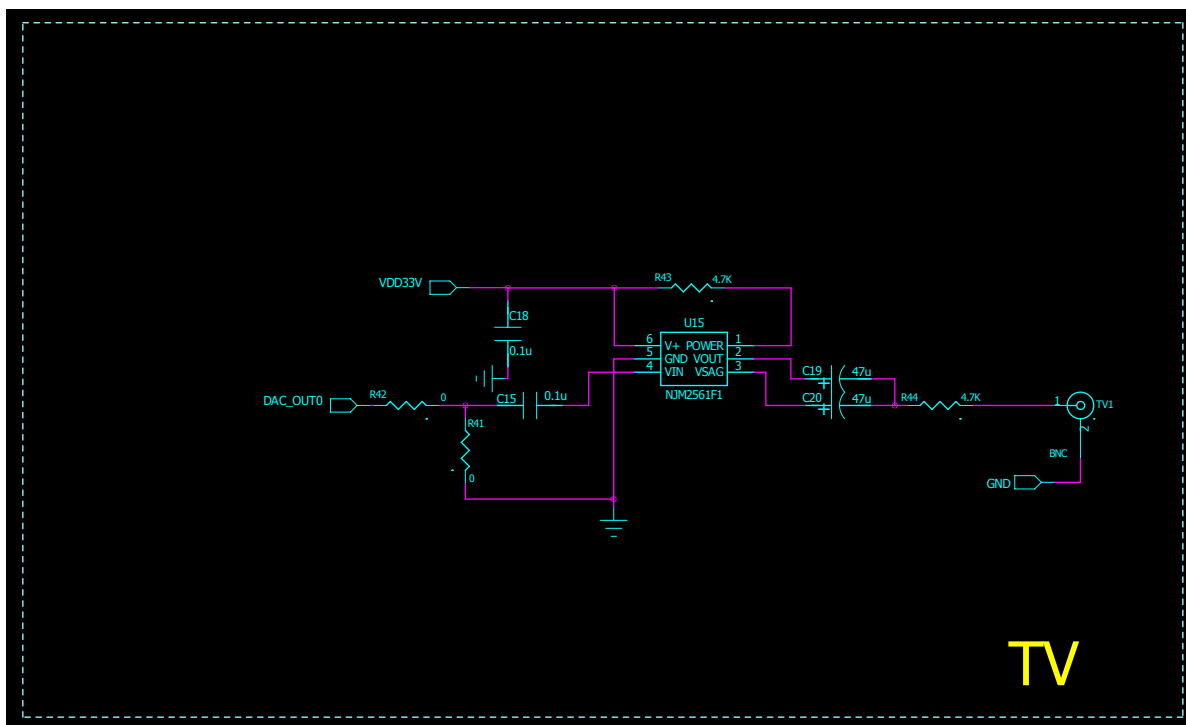 VDD33V
R43
4.7K
C18
0.1u
U15
6 V+ POWER 1
5 GND VOUT 2
4 VIN VSAG 3
NJM2561F1
C19 47u
C20 47u
DAC_OUT0
R42
0
C15
0.1u
R41
0
R44
4.7K
1
TV1
2
BNC
GND
TV